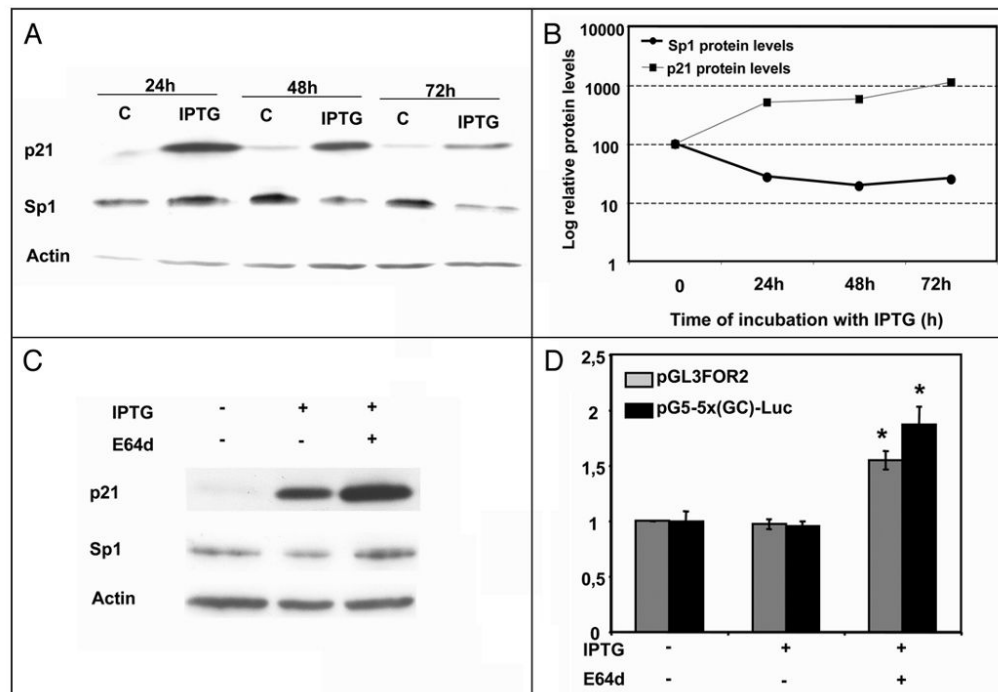 A
24h 48h 72h
C IPTG C IPTG C IPTG
p21
Sp1
Actin
B
10000
1000
100
10
1
Log relative protein levels
Sp1 protein levels
p21 protein levels
0 24h 48h 72h
Time of incubation with IPTG (h)
C
IPTG - + +
E64d - - +
p21
Sp1
Actin
D
2,5
2
1,5
1
0,5
0
pGL3FOR2
pG5-5x(GC)-Luc
* *
IPTG - + +
E64d - - +